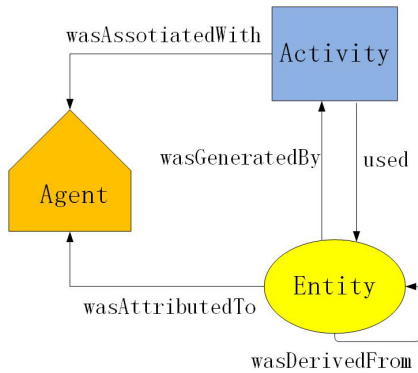 wasAssotiatedWith
Activity
wasGeneratedBy
used
Agent
Entity
wasAttributedTo
wasDerivedFrom